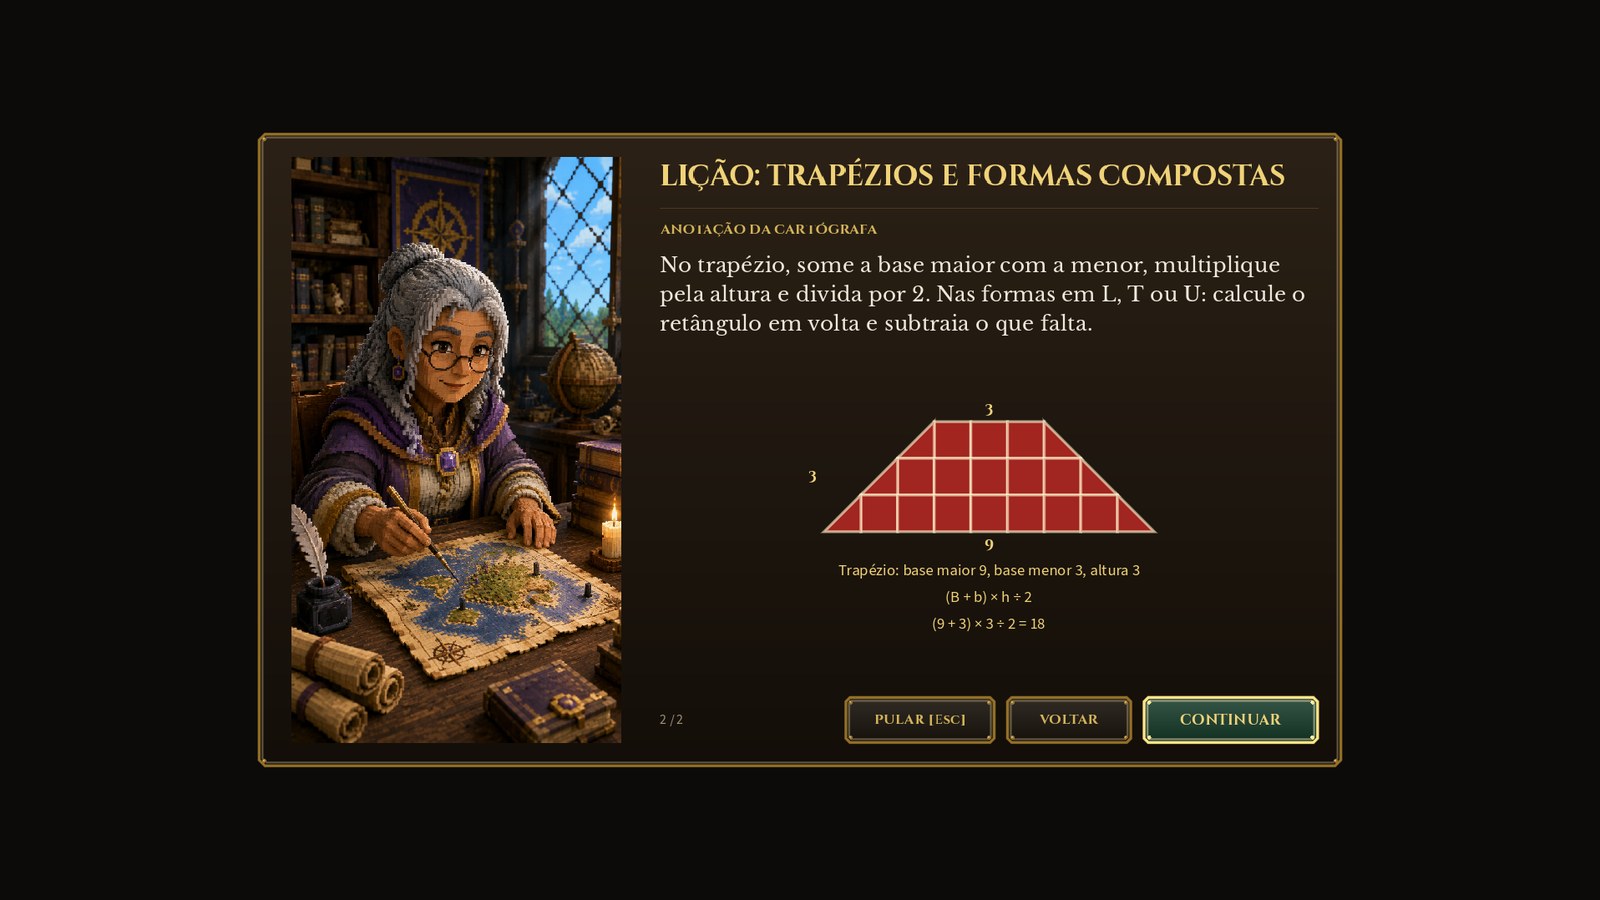 LIÇÃO: TRAPÉZIOS E FORMAS COMPOSTAS
ANOTAÇÃO DA CARTÓGRAFA
No trapézio, some a base maior com a menor, multiplique
pela altura e divida por 2. Nas formas em L, T ou U: calcule o
retângulo em volta e subtraia o que falta.
3
3
9
Trapézio: base maior 9, base menor 3, altura 3
(B + b) × h ÷ 2
(9 + 3) × 3 ÷ 2 = 18
2 / 2
PULAR [ESC]
VOLTAR
CONTINUAR